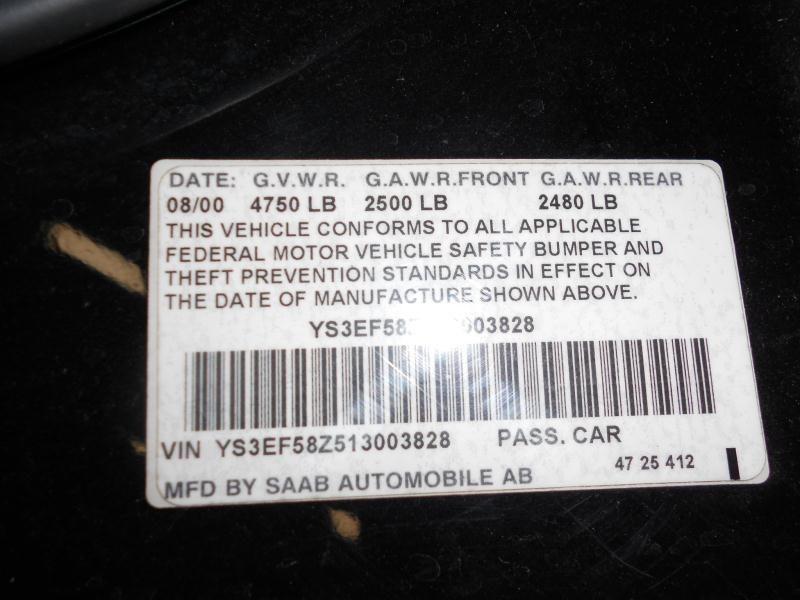 DATE: G.V.W.R. G.A.W.R.FRONT G.A.W.R.REAR
08/00 4750 LB 2500 LB 2480 LB
THIS VEHICLE CONFORMS TO ALL APPLICABLE
FEDERAL MOTOR VEHICLE SAFETY BUMPER AND
THEFT PREVENTION STANDARDS IN EFFECT ON
THE DATE OF MANUFACTURE SHOWN ABOVE.
VIN YS3EF58Z513003828 PASS. CAR
47 25 412
MFD BY SAAB AUTOMOBILE AB